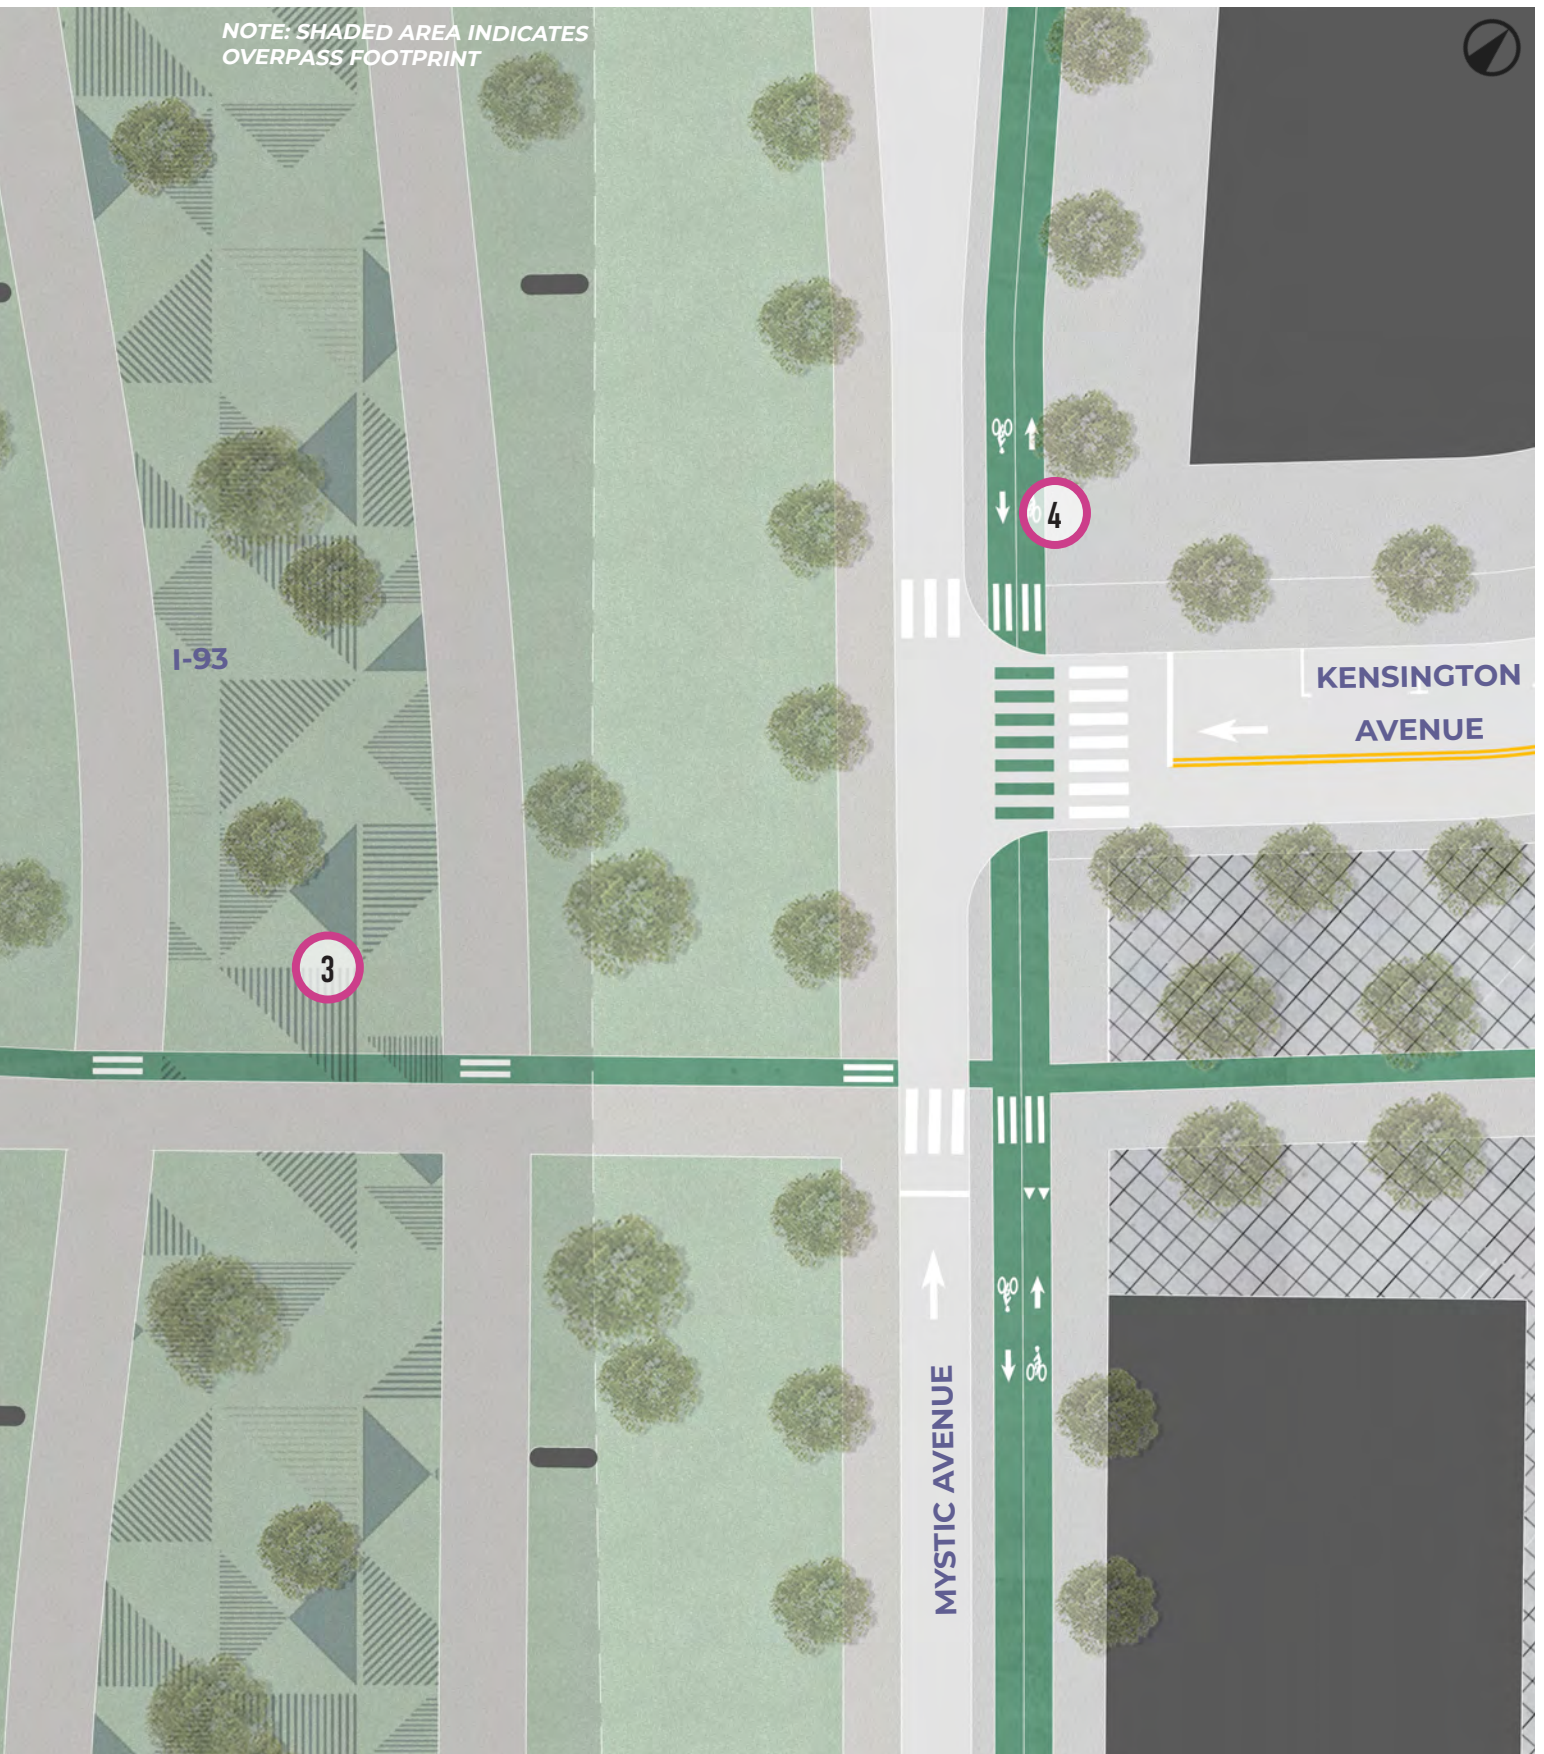 NOTE: SHADED AREA INDICATES
OVERPASS FOOTPRINT
4
I-93
KENSINGTON
AVENUE
3
MYSTIC AVENUE